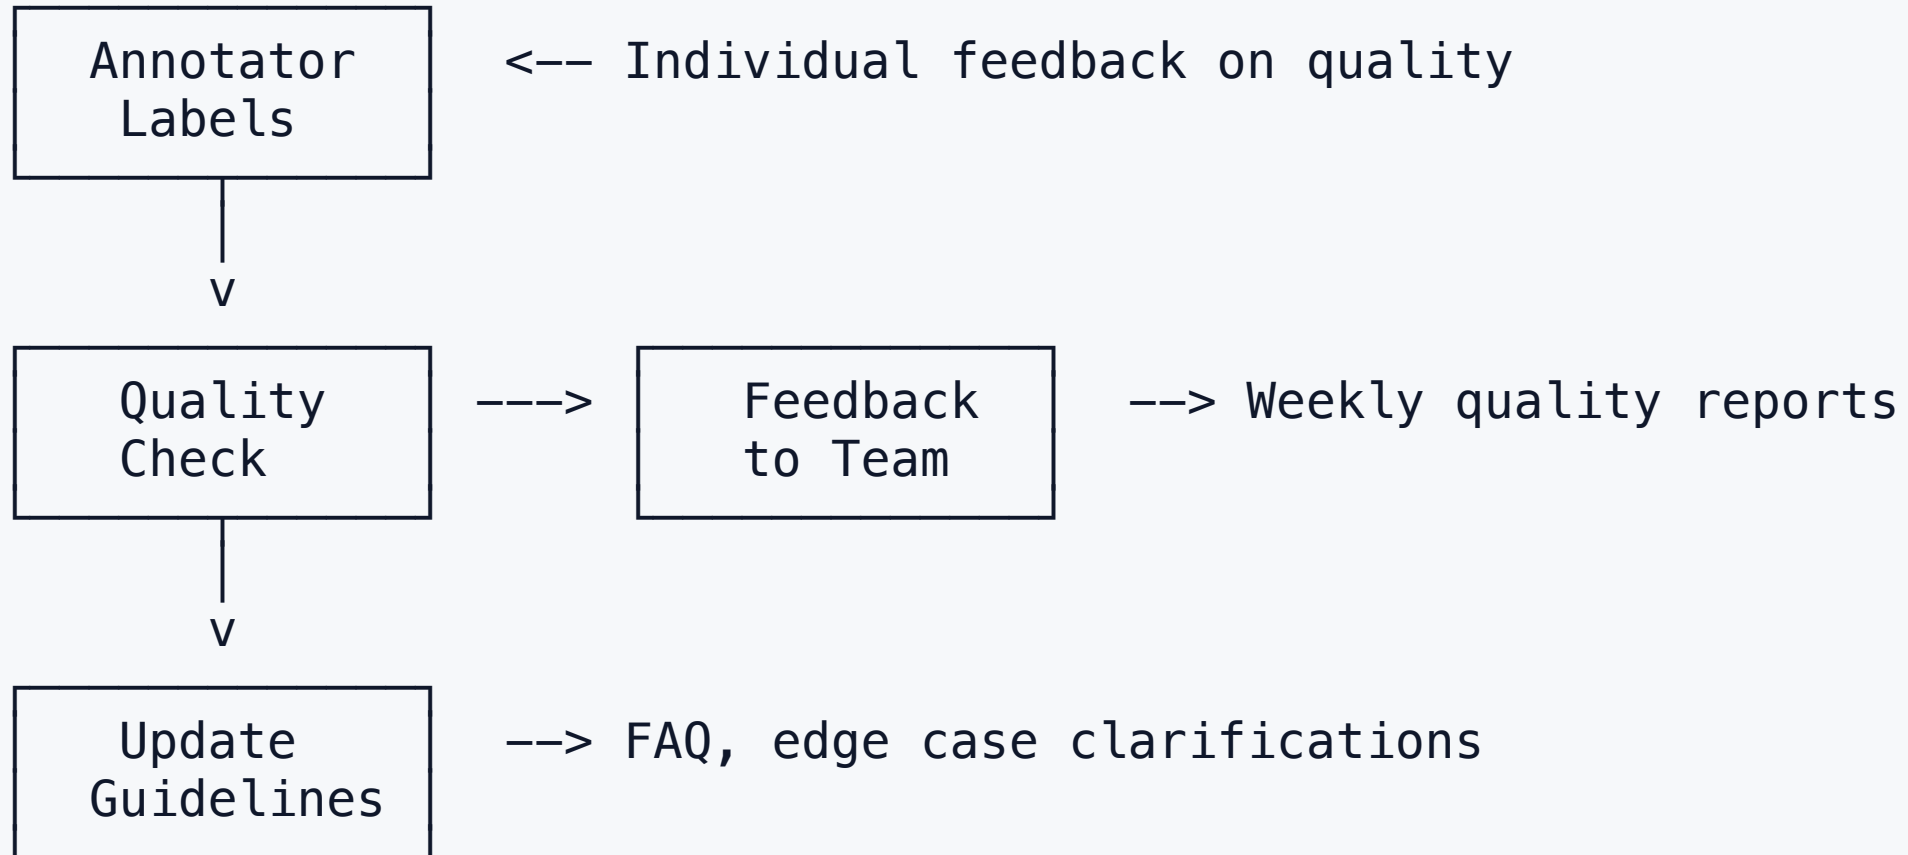 Annotator <-- Individual feedback on quality
Labels
v
Quality ---> Feedback --> Weekly quality reports
Check to Team
v
Update --> FAQ, edge case clarifications
Guidelines